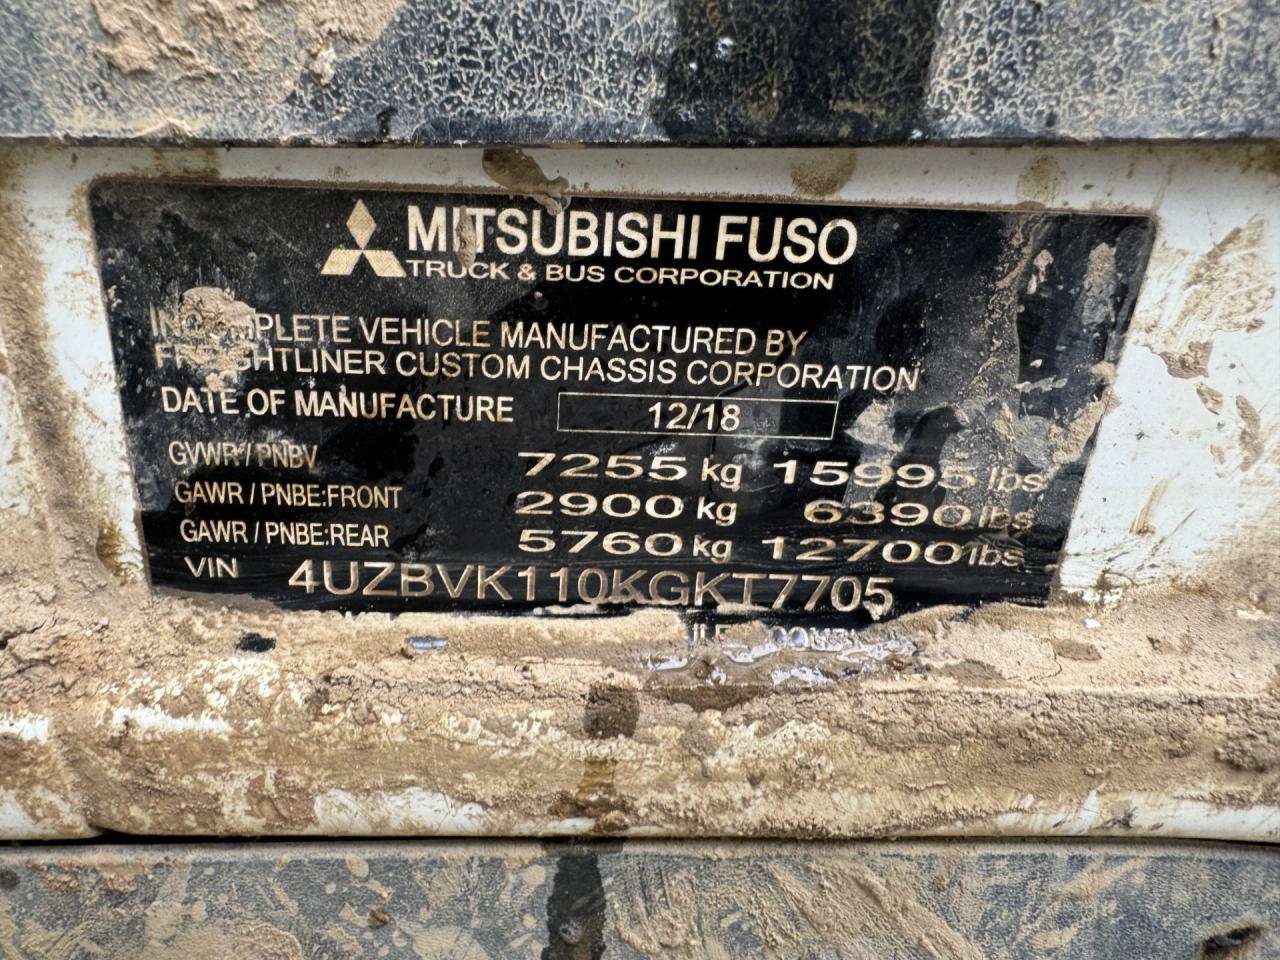 MITSUBISHI FUSO
TRUCK & BUS CORPORATION
INCOMPLETE VEHICLE MANUFACTURED BY
FREIGHTLINER CUSTOM CHASSIS CORPORATION
DATE OF MANUFACTURE 12/18
GVWR / PNBV 7255 kg 15995 lbs
GAWR / PNBE:FRONT 2900 kg 6390 lbs
GAWR / PNBE:REAR 5760 kg 12700 lbs
VIN 4UZBVK110KGKT7705